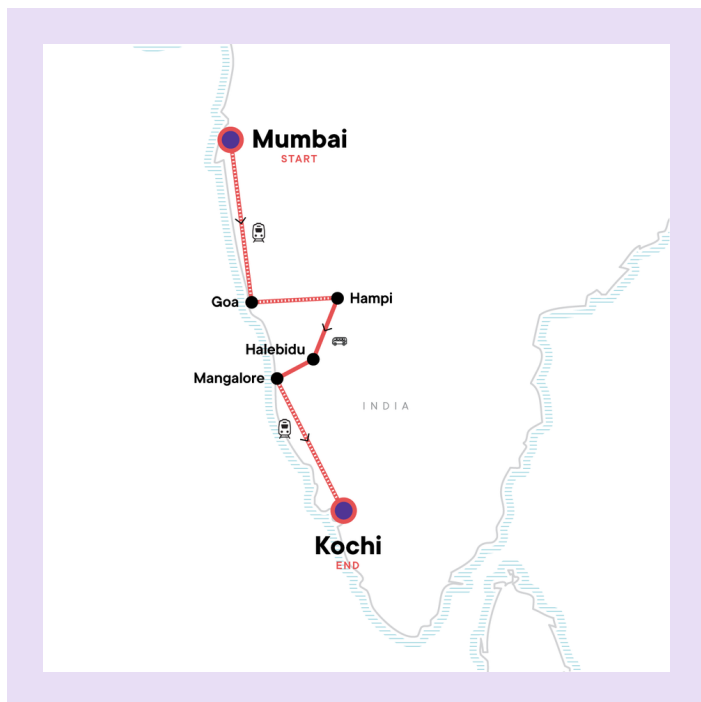 Mumbai
START
Goa
Hampi
Halebidu
Mangalore
INDIA
Kochi
END